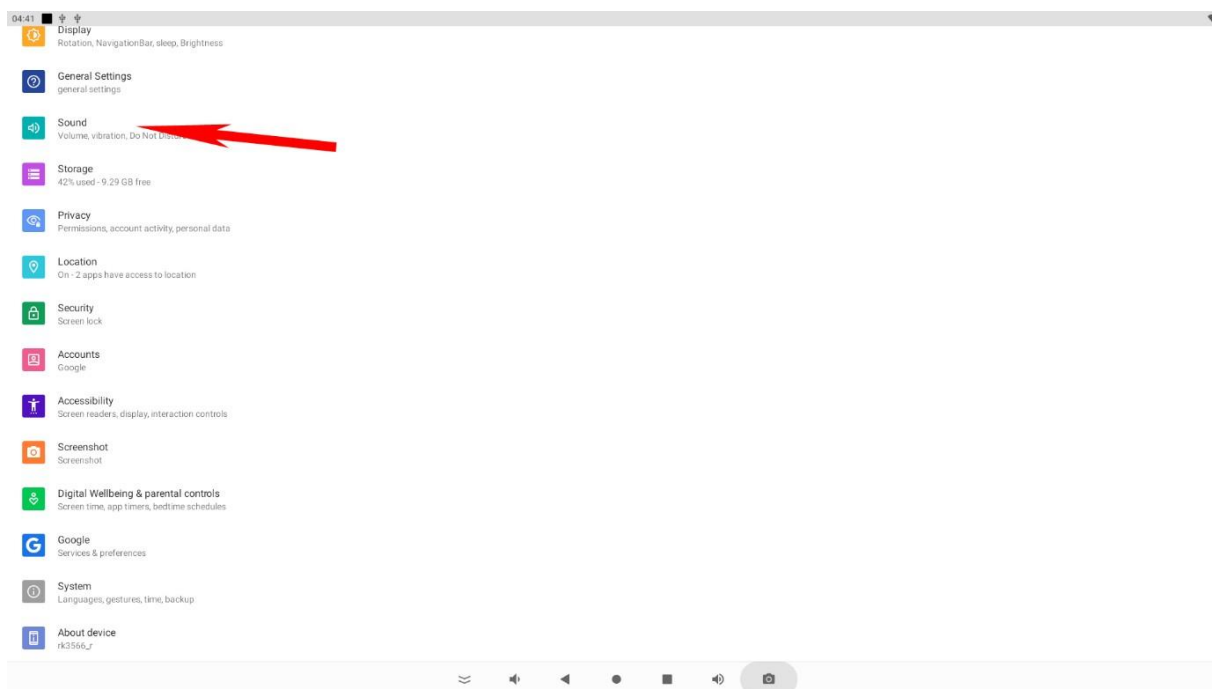 04:41
Display
Rotation, NavigationBar, sleep, Brightness
General Settings
general settings
Sound
Volume, vibration, Do Not
Storage
42% used - 9.29 GB free
Privacy
Permissions, account activity, personal data
Location
On - 2 apps have access to location
Security
Screen lock
Accounts
Google
Accessibility
Screen readers, display, interaction controls
Screenshot
Screenshot
Digital Wellbeing & parental controls
Screen time, app timers, bedtime schedules
Google
Services & preferences
System
Languages, gestures, time, backup
About device
rk3566_r